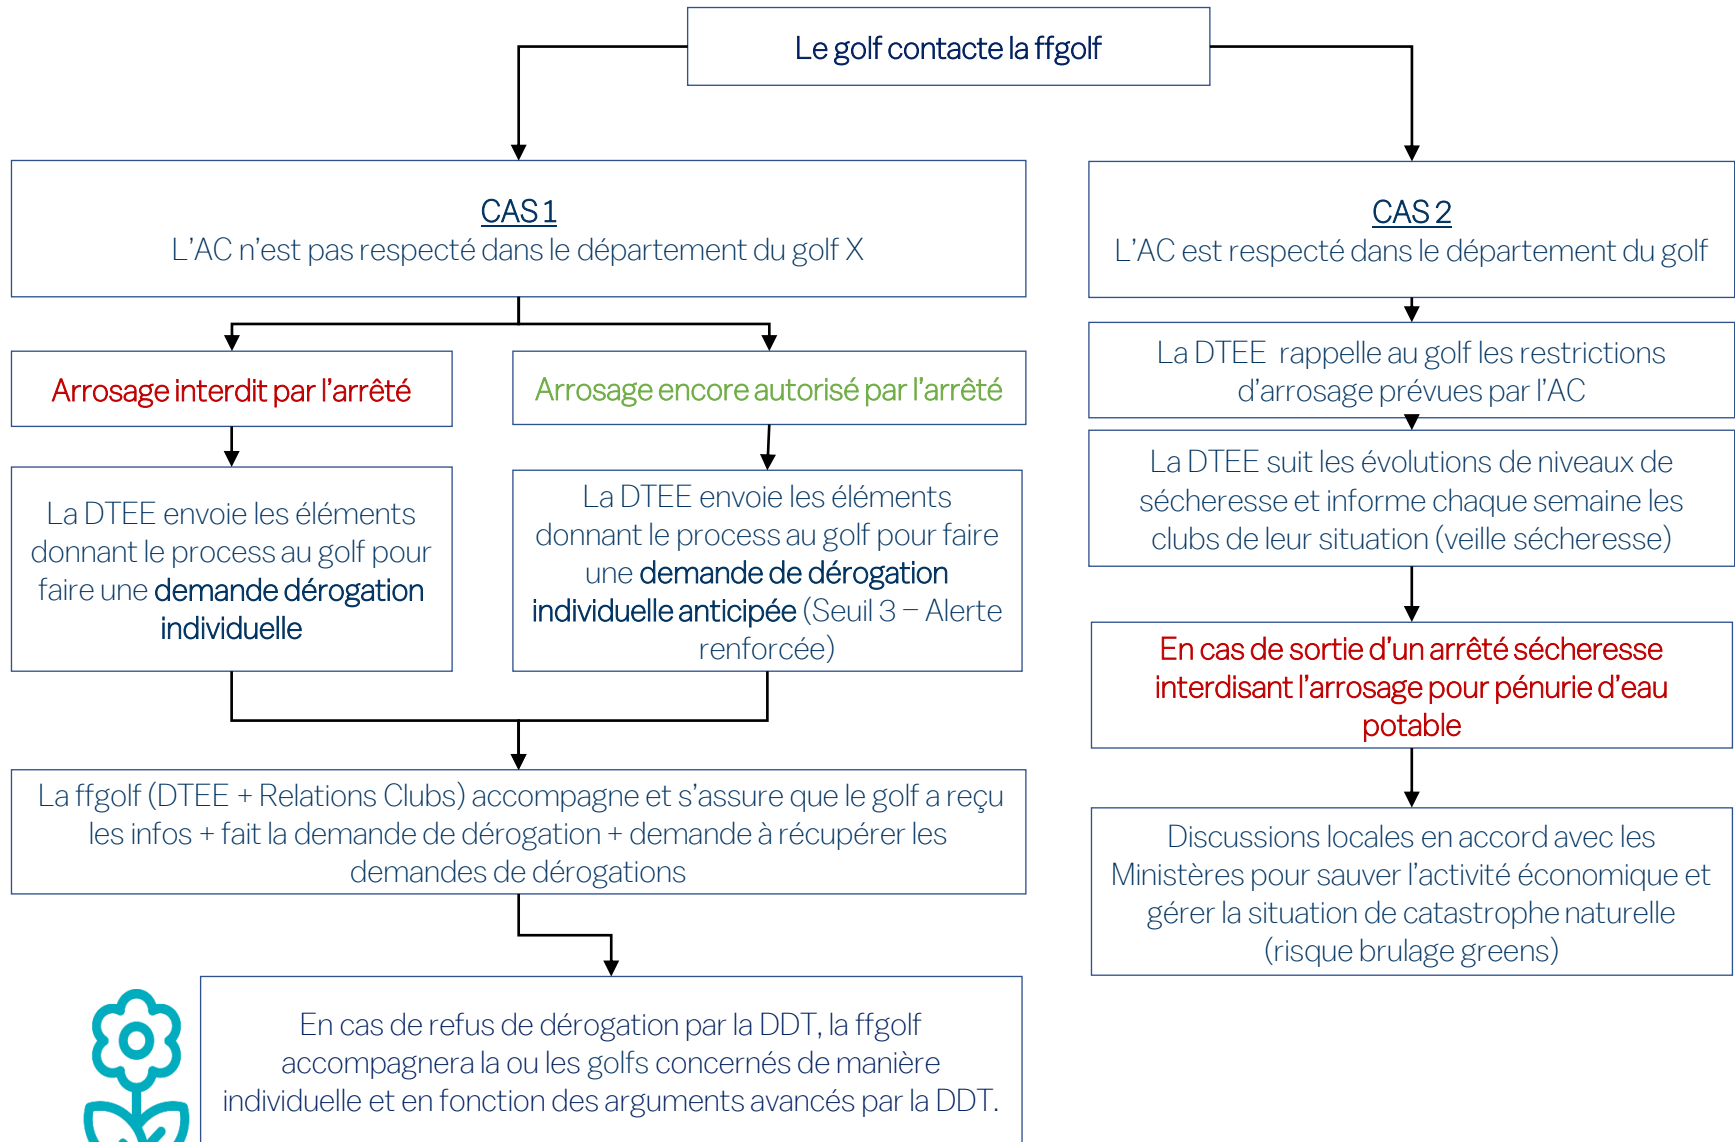 Le golf contacte la ffgolf
CAS 1
L’AC n’est pas respecté dans le département du golf X
CAS 2
L’AC est respecté dans le département du golf
Arrosage interdit par l’arrêté
Arrosage encore autorisé par l’arrêté
La DTEE rappelle au golf les restrictions
d’arrosage prévues par l’AC
La DTEE envoie les éléments
donnant le process au golf pour
faire une demande dérogation
individuelle
La DTEE envoie les éléments
donnant le process au golf pour faire
une demande de dérogation
individuelle anticipée (Seuil 3 – Alerte
renforcée)
La DTEE suit les évolutions de niveaux de
sécheresse et informe chaque semaine les
clubs de leur situation (veille sécheresse)
En cas de sortie d’un arrêté sécheresse
interdisant l’arrosage pour pénurie d’eau
potable
La ffgolf (DTEE + Relations Clubs) accompagne et s’assure que le golf a reçu
les infos + fait la demande de dérogation + demande à récupérer les
demandes de dérogations
Discussions locales en accord avec les
Ministères pour sauver l’activité économique et
gérer la situation de catastrophe naturelle
(risque brulage greens)
En cas de refus de dérogation par la DDT, la ffgolf
accompagnera la ou les golfs concernés de manière
individuelle et en fonction des arguments avancés par la DDT.